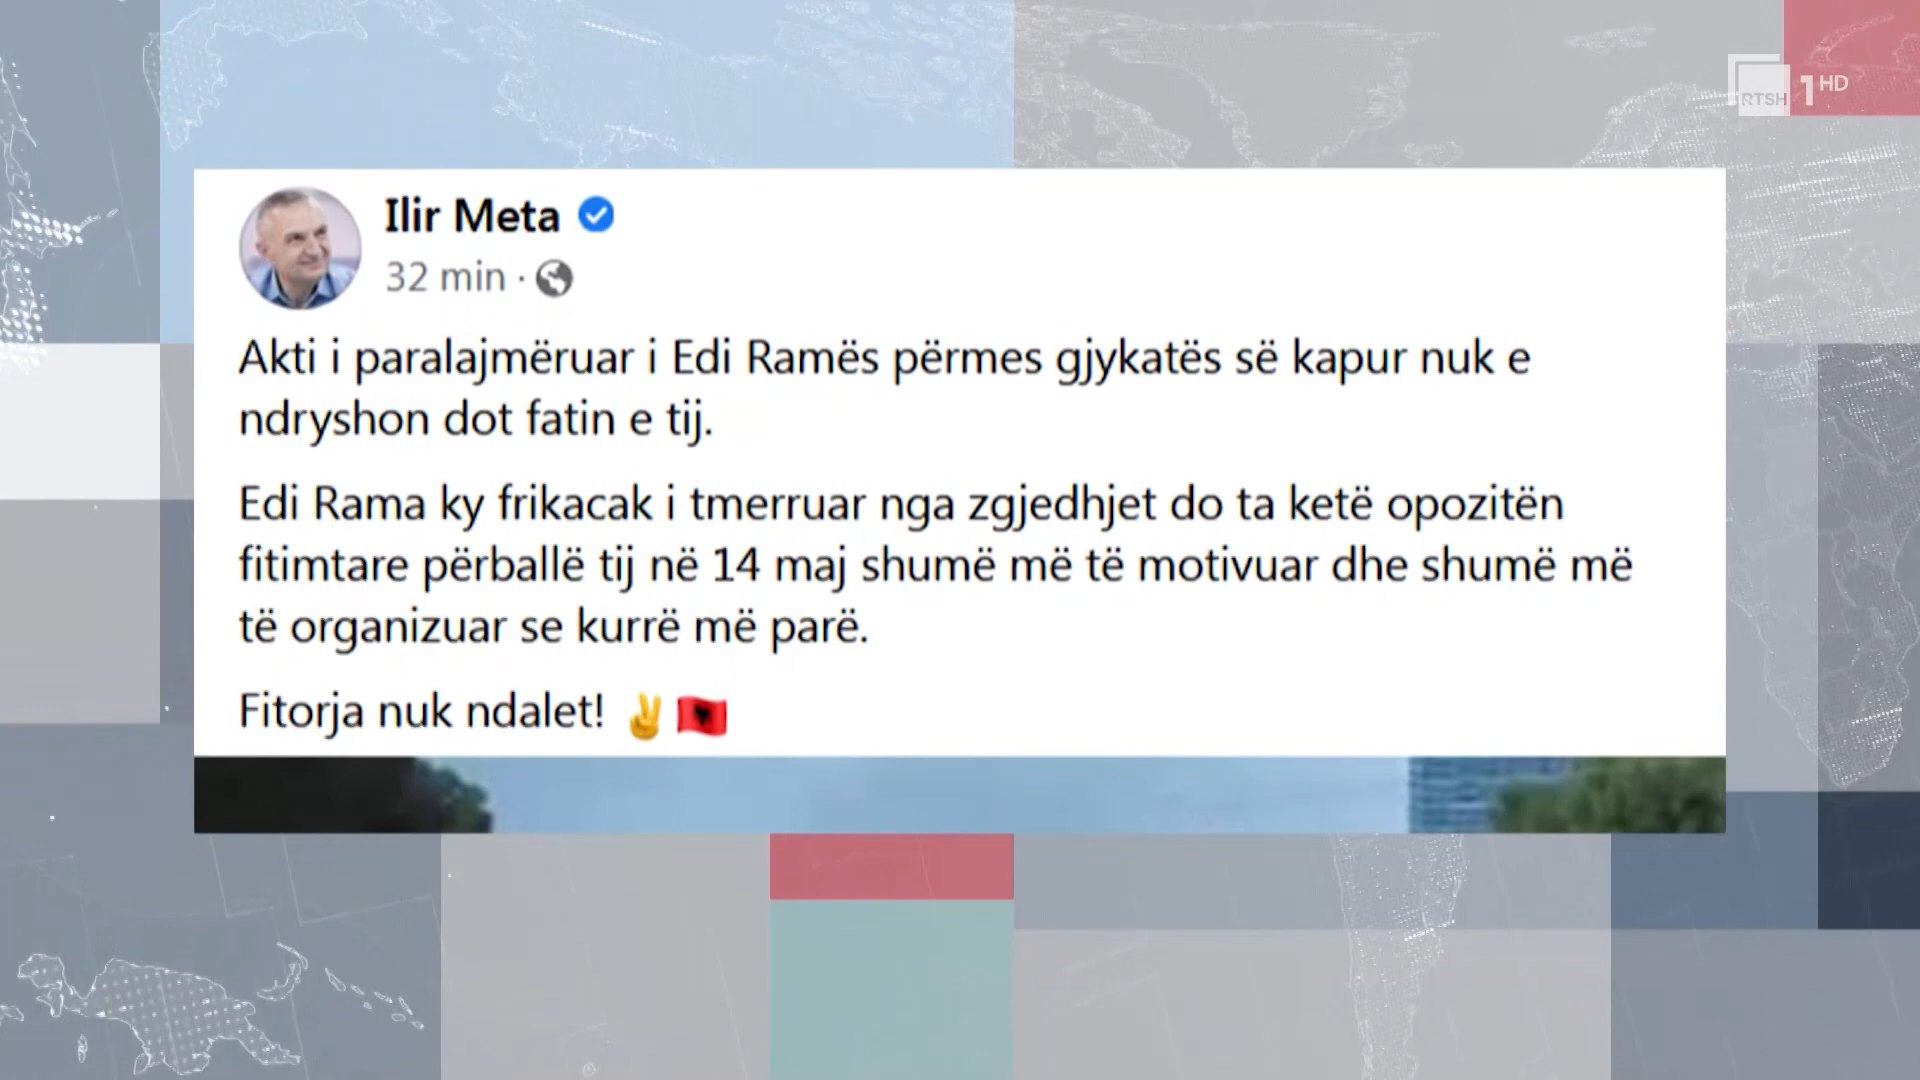 RTSH 1 HD
Ilir Meta
32 min ·
Akti i paralajmëruar i Edi Ramës përmes gjykatës së kapur nuk e
ndryshon dot fatin e tij.
Edi Rama ky frikacak i tmerruar nga zgjedhjet do ta ketë opozitën
fitimtare përballë tij në 14 maj shumë më të motivuar dhe shumë më
të organizuar se kurrë më parë.
Fitorja nuk ndalet! ✌️🇦🇱